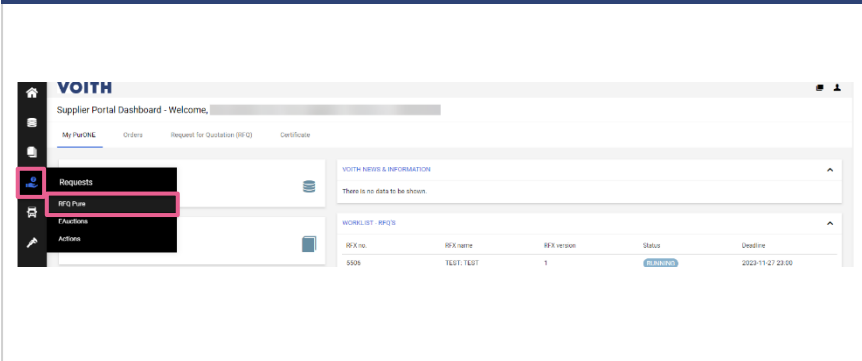 VOITH
Supplier Portal Dashboard - Welcome,
My PurONE Orders Request for Quotation (RFQ) Certificate
Requests
RFQ Pure
EAuctions
Actions
VOITH NEWS & INFORMATION
There is no data to be shown.
WORKLIST - RFQ'S
RFX no. RFX name RFX version Status Deadline
5506 TEST: TEST 1 RUNNING 2023-11-27 23:00